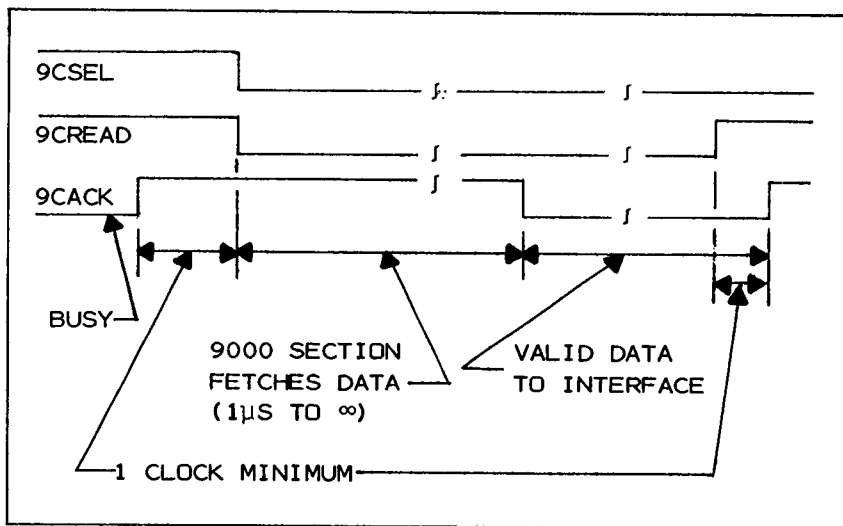 9CSEL
9CREAD
9CACK
BUSY
9000 SECTION
FETCHES DATA
(1µS TO ∞)
VALID DATA
TO INTERFACE
1 CLOCK MINIMUM